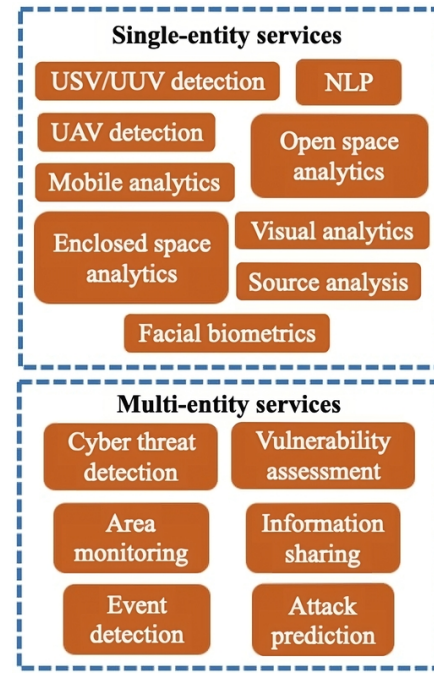 Single-entity services
USV/UUV detection
NLP
UAV detection
Open space
analytics
Mobile analytics
Enclosed space
analytics
Visual analytics
Source analysis
Facial biometrics
Multi-entity services
Cyber threat
detection
Vulnerability
assessment
Area
monitoring
Information
sharing
Event
detection
Attack
prediction